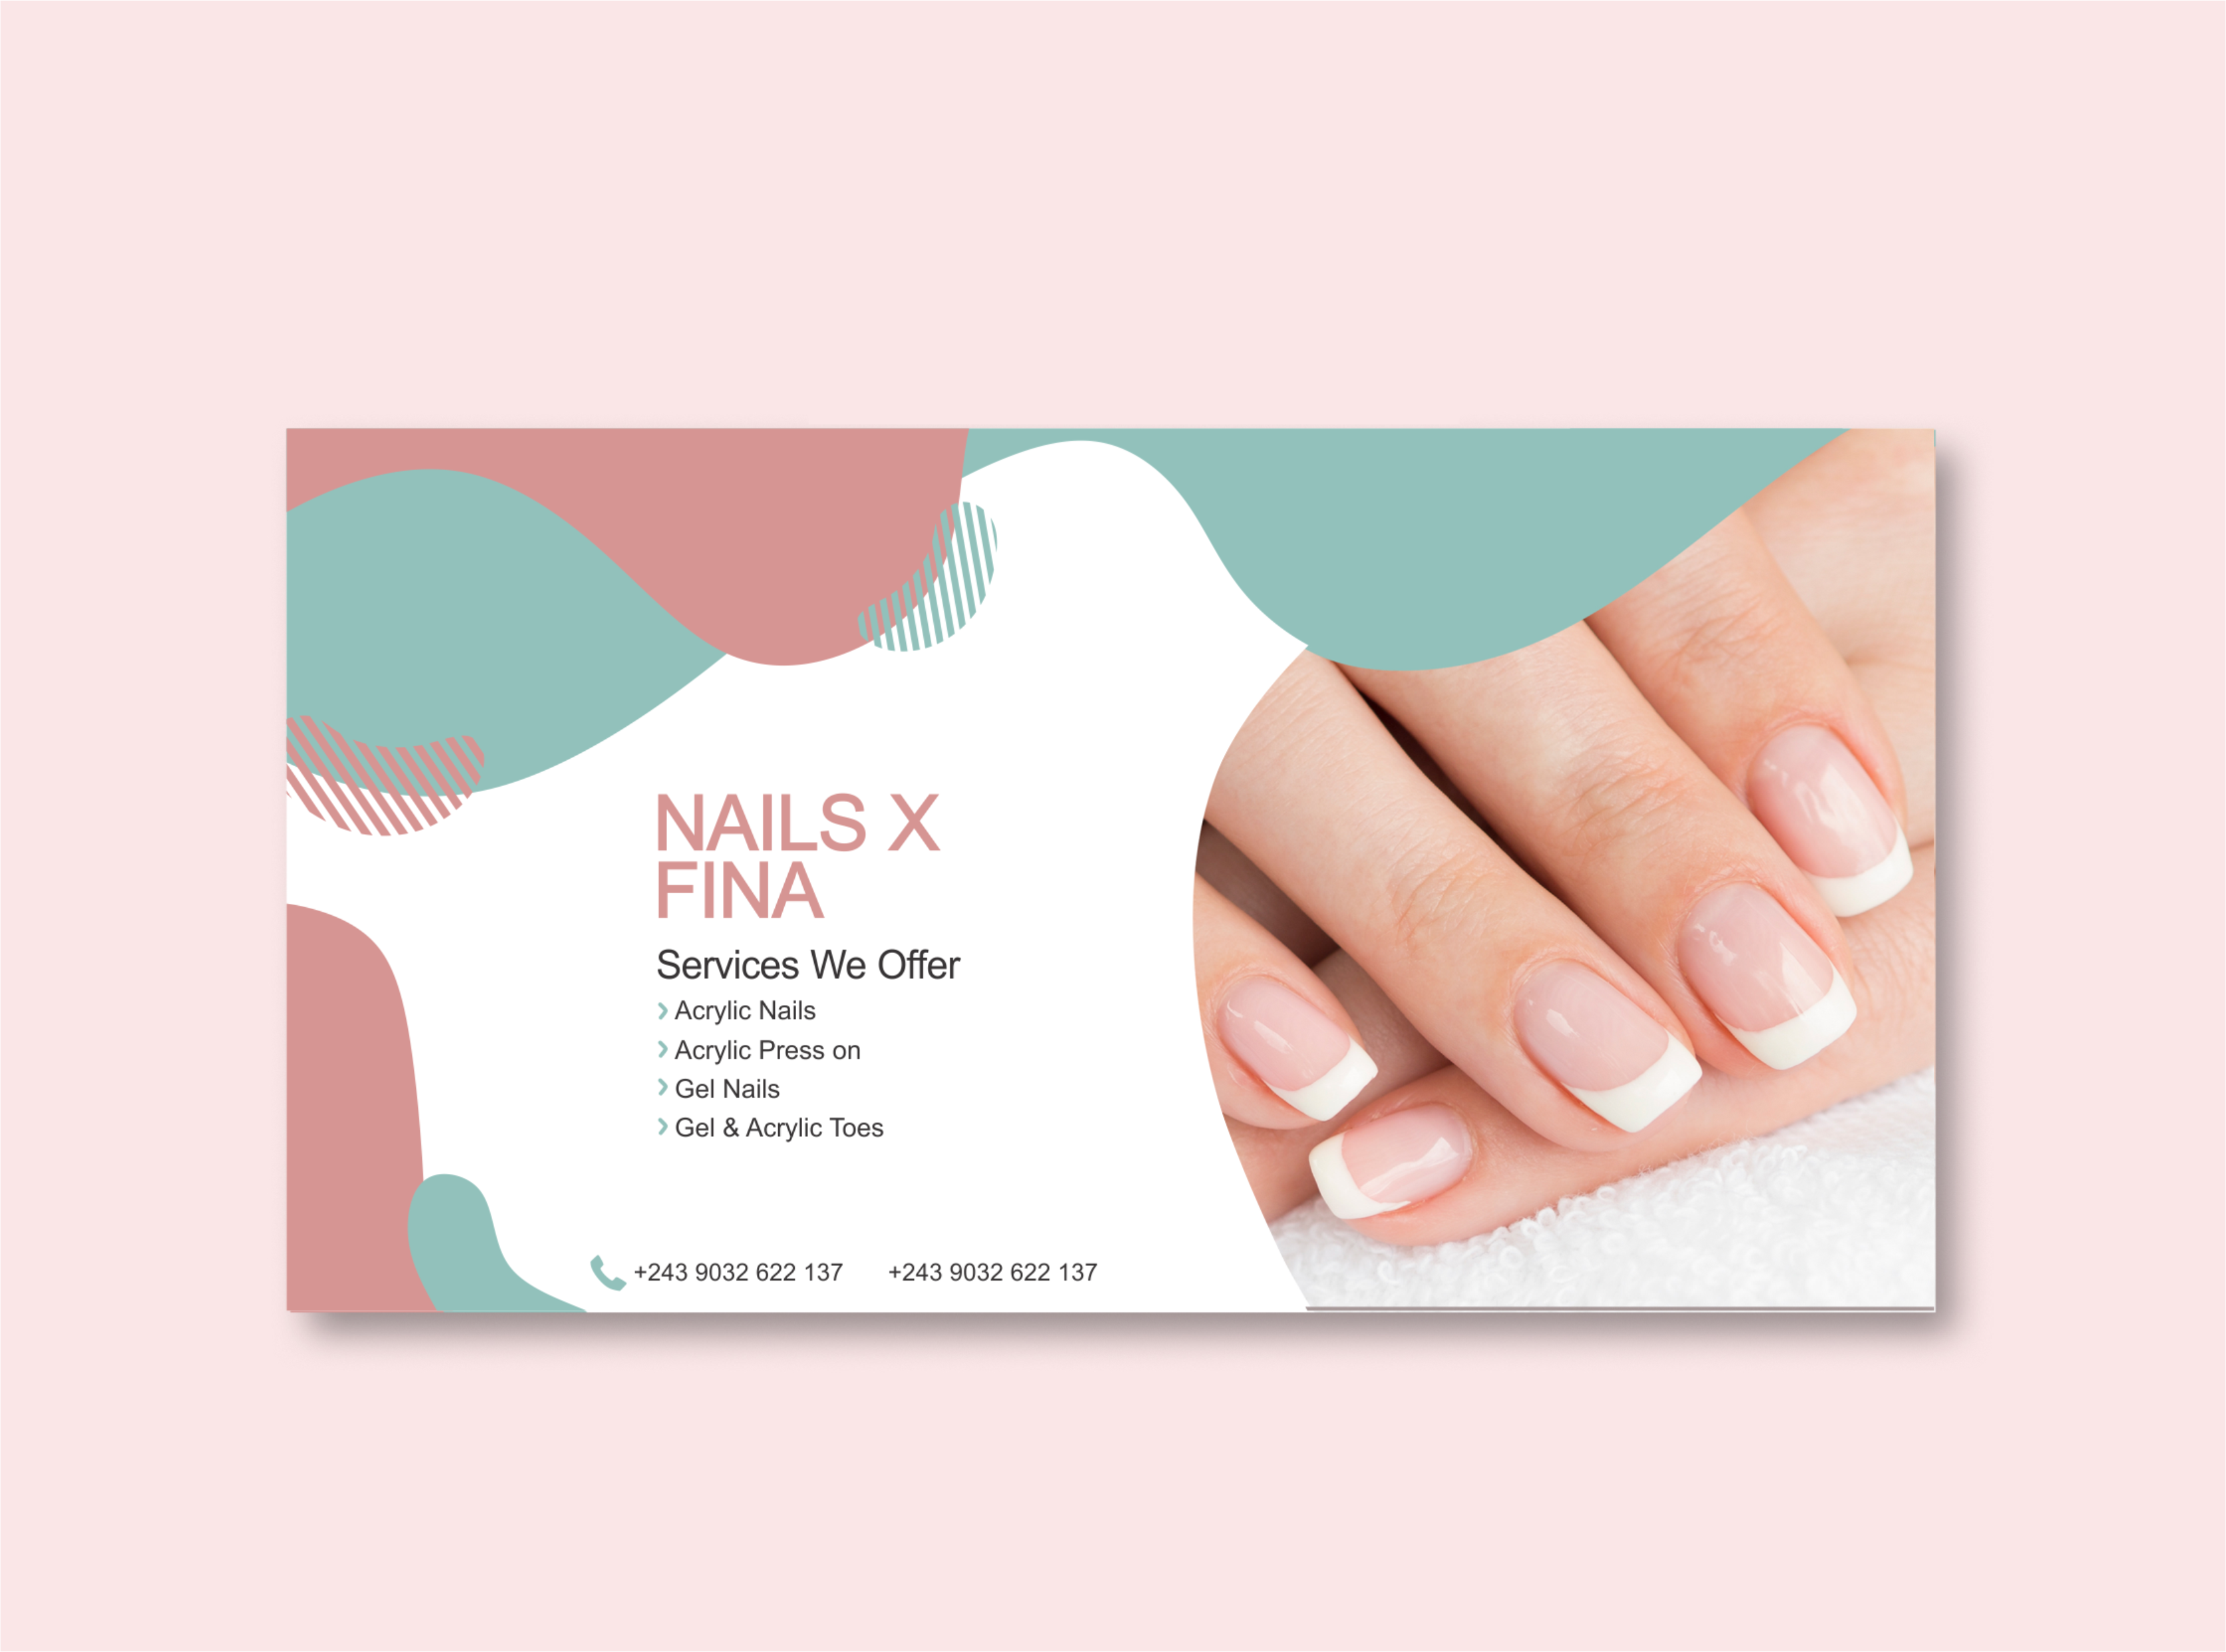 NAILS X
FINA
Services We Offer
Acrylic Nails
Acrylic Press on
Gel Nails
Gel & Acrylic Toes
+243 9032 622 137 +243 9032 622 137